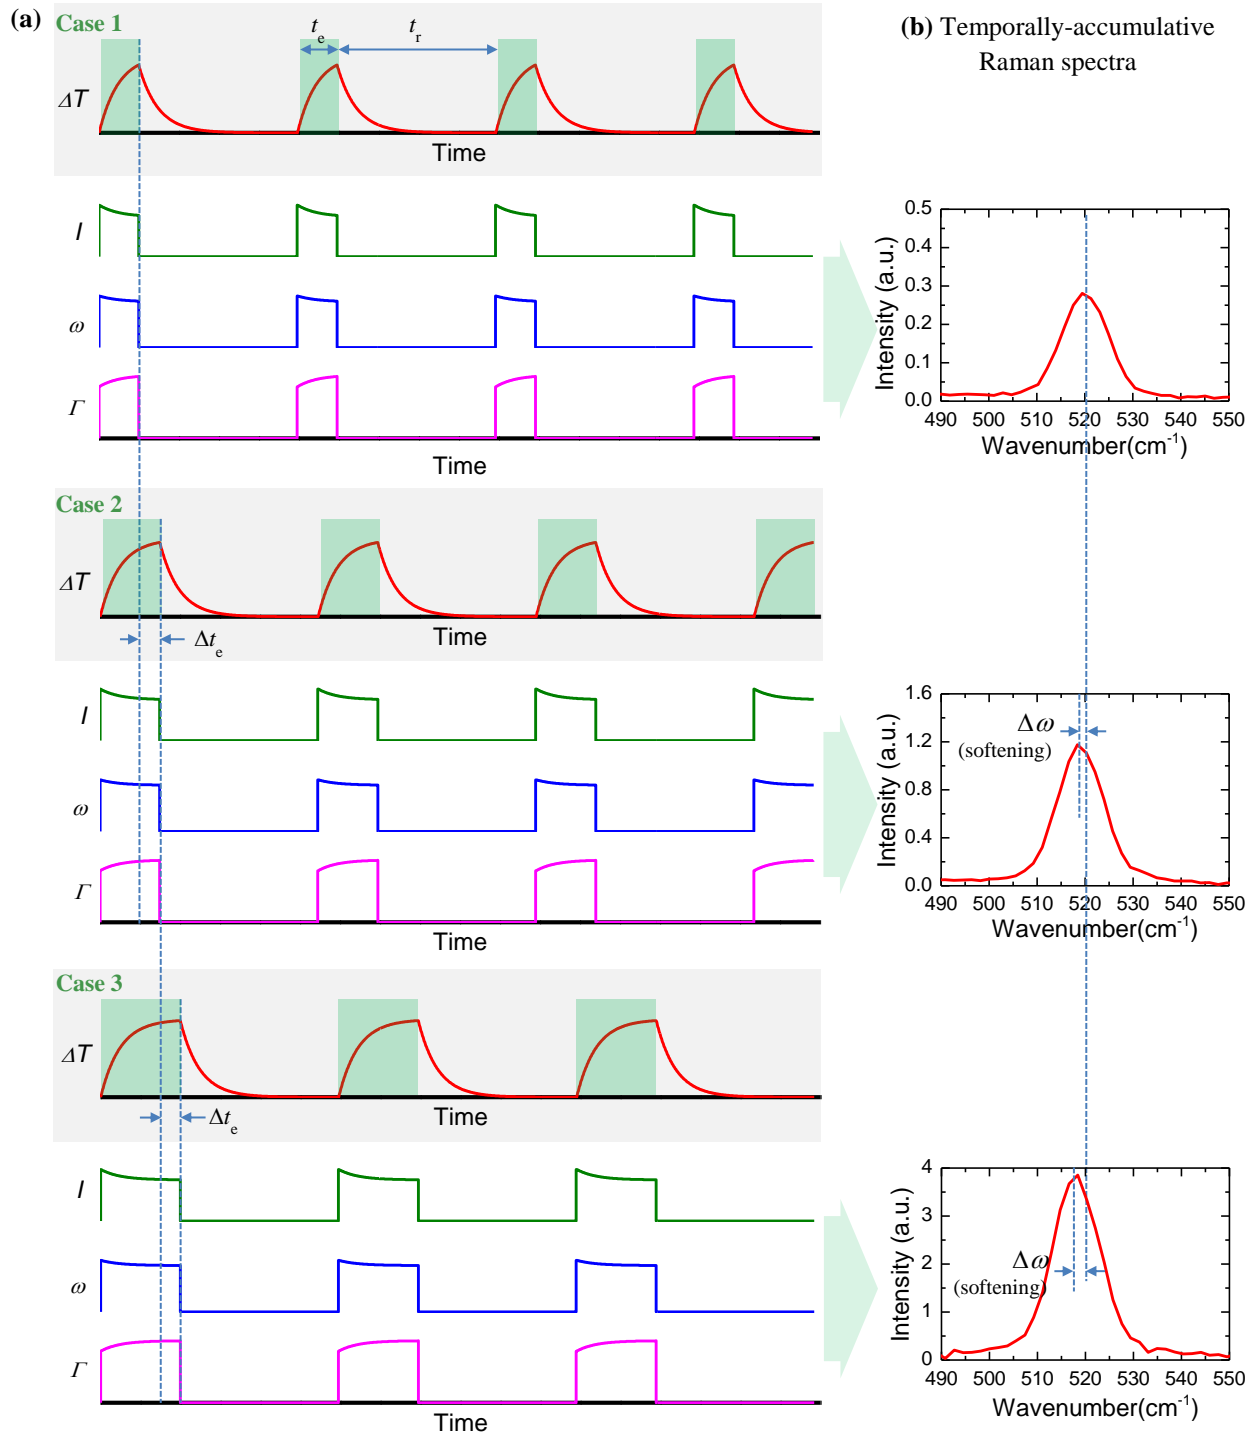 (a)
Case 1
t_e
t_r
ΔT
Time
I
ω
Γ
Time
Case 2
ΔT
Time
Δt_e
I
ω
Γ
Time
Case 3
ΔT
Time
Δt_e
I
ω
Γ
Time
(b) Temporally-accumulative
Raman spectra
0.5
0.4
0.3
0.2
0.1
0.0
Intensity (a.u.)
490 500 510 520 530 540 550
Wavenumber(cm⁻¹)
1.6
1.2
0.8
0.4
0.0
Intensity (a.u.)
Δω
(softening)
490 500 510 520 530 540 550
Wavenumber(cm⁻¹)
4
3
2
1
0
Intensity (a.u.)
Δω
(softening)
490 500 510 520 530 540 550
Wavenumber(cm⁻¹)